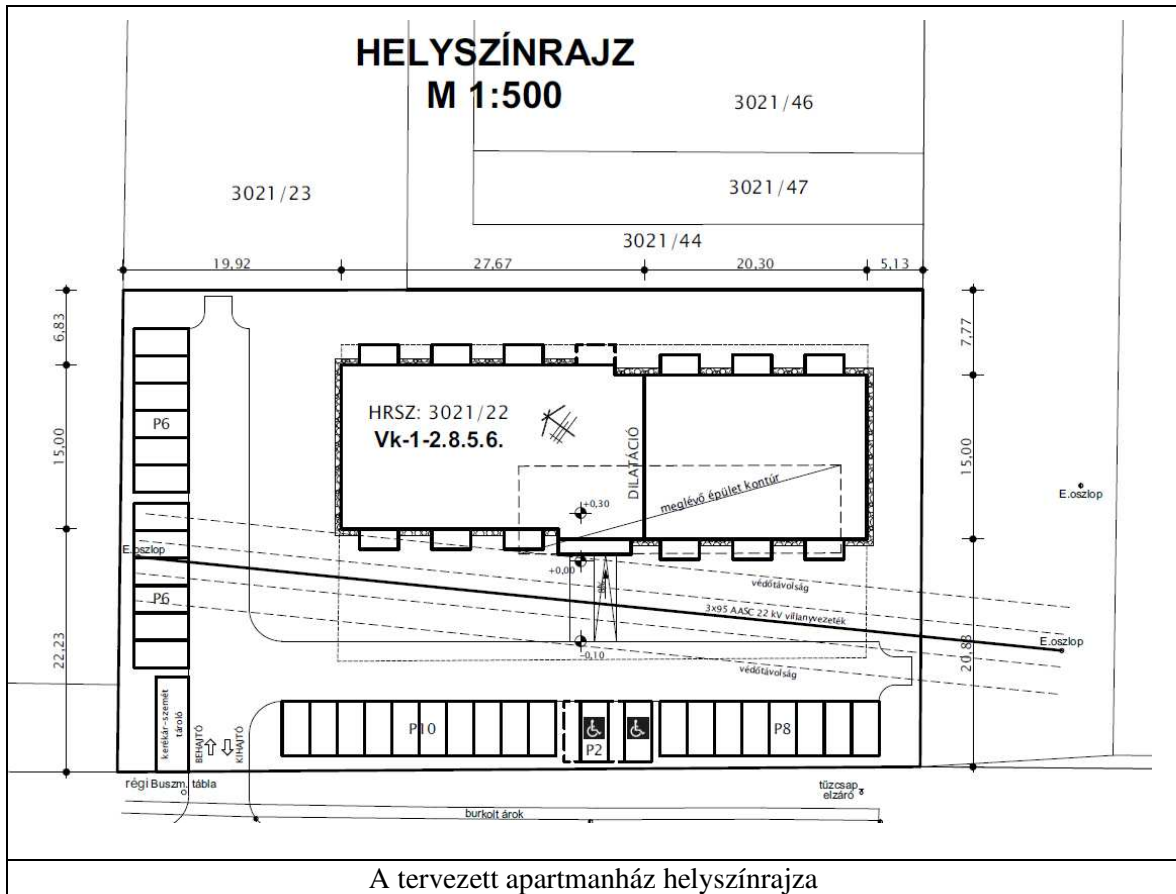 HELYSZÍNRAJZ
M 1:500
3021/46
3021/47
3021/23
3021/44
19,92
27,67
20,30
5,13
6,83
7,77
HRSZ: 3021/22
Vk-1-2.8.5.6.
P6
15,00
15,00
DILATÁCIÓ
meglévő épület kontúr
+0,30
E.oszlop
E.oszlop
±0,00
védőtávolság
3x95 AASC 22 kV villanyvezeték
P6
E.oszlop
22,23
20,88
-0,10
védőtávolság
kerékár-szemét
tároló
BEHAJTÓ
KIHAJTÓ
P10
P2
P8
régi Buszm. tábla
tűzcsap
elzáró
burkolt árok
A tervezett apartmanház helyszínrajza